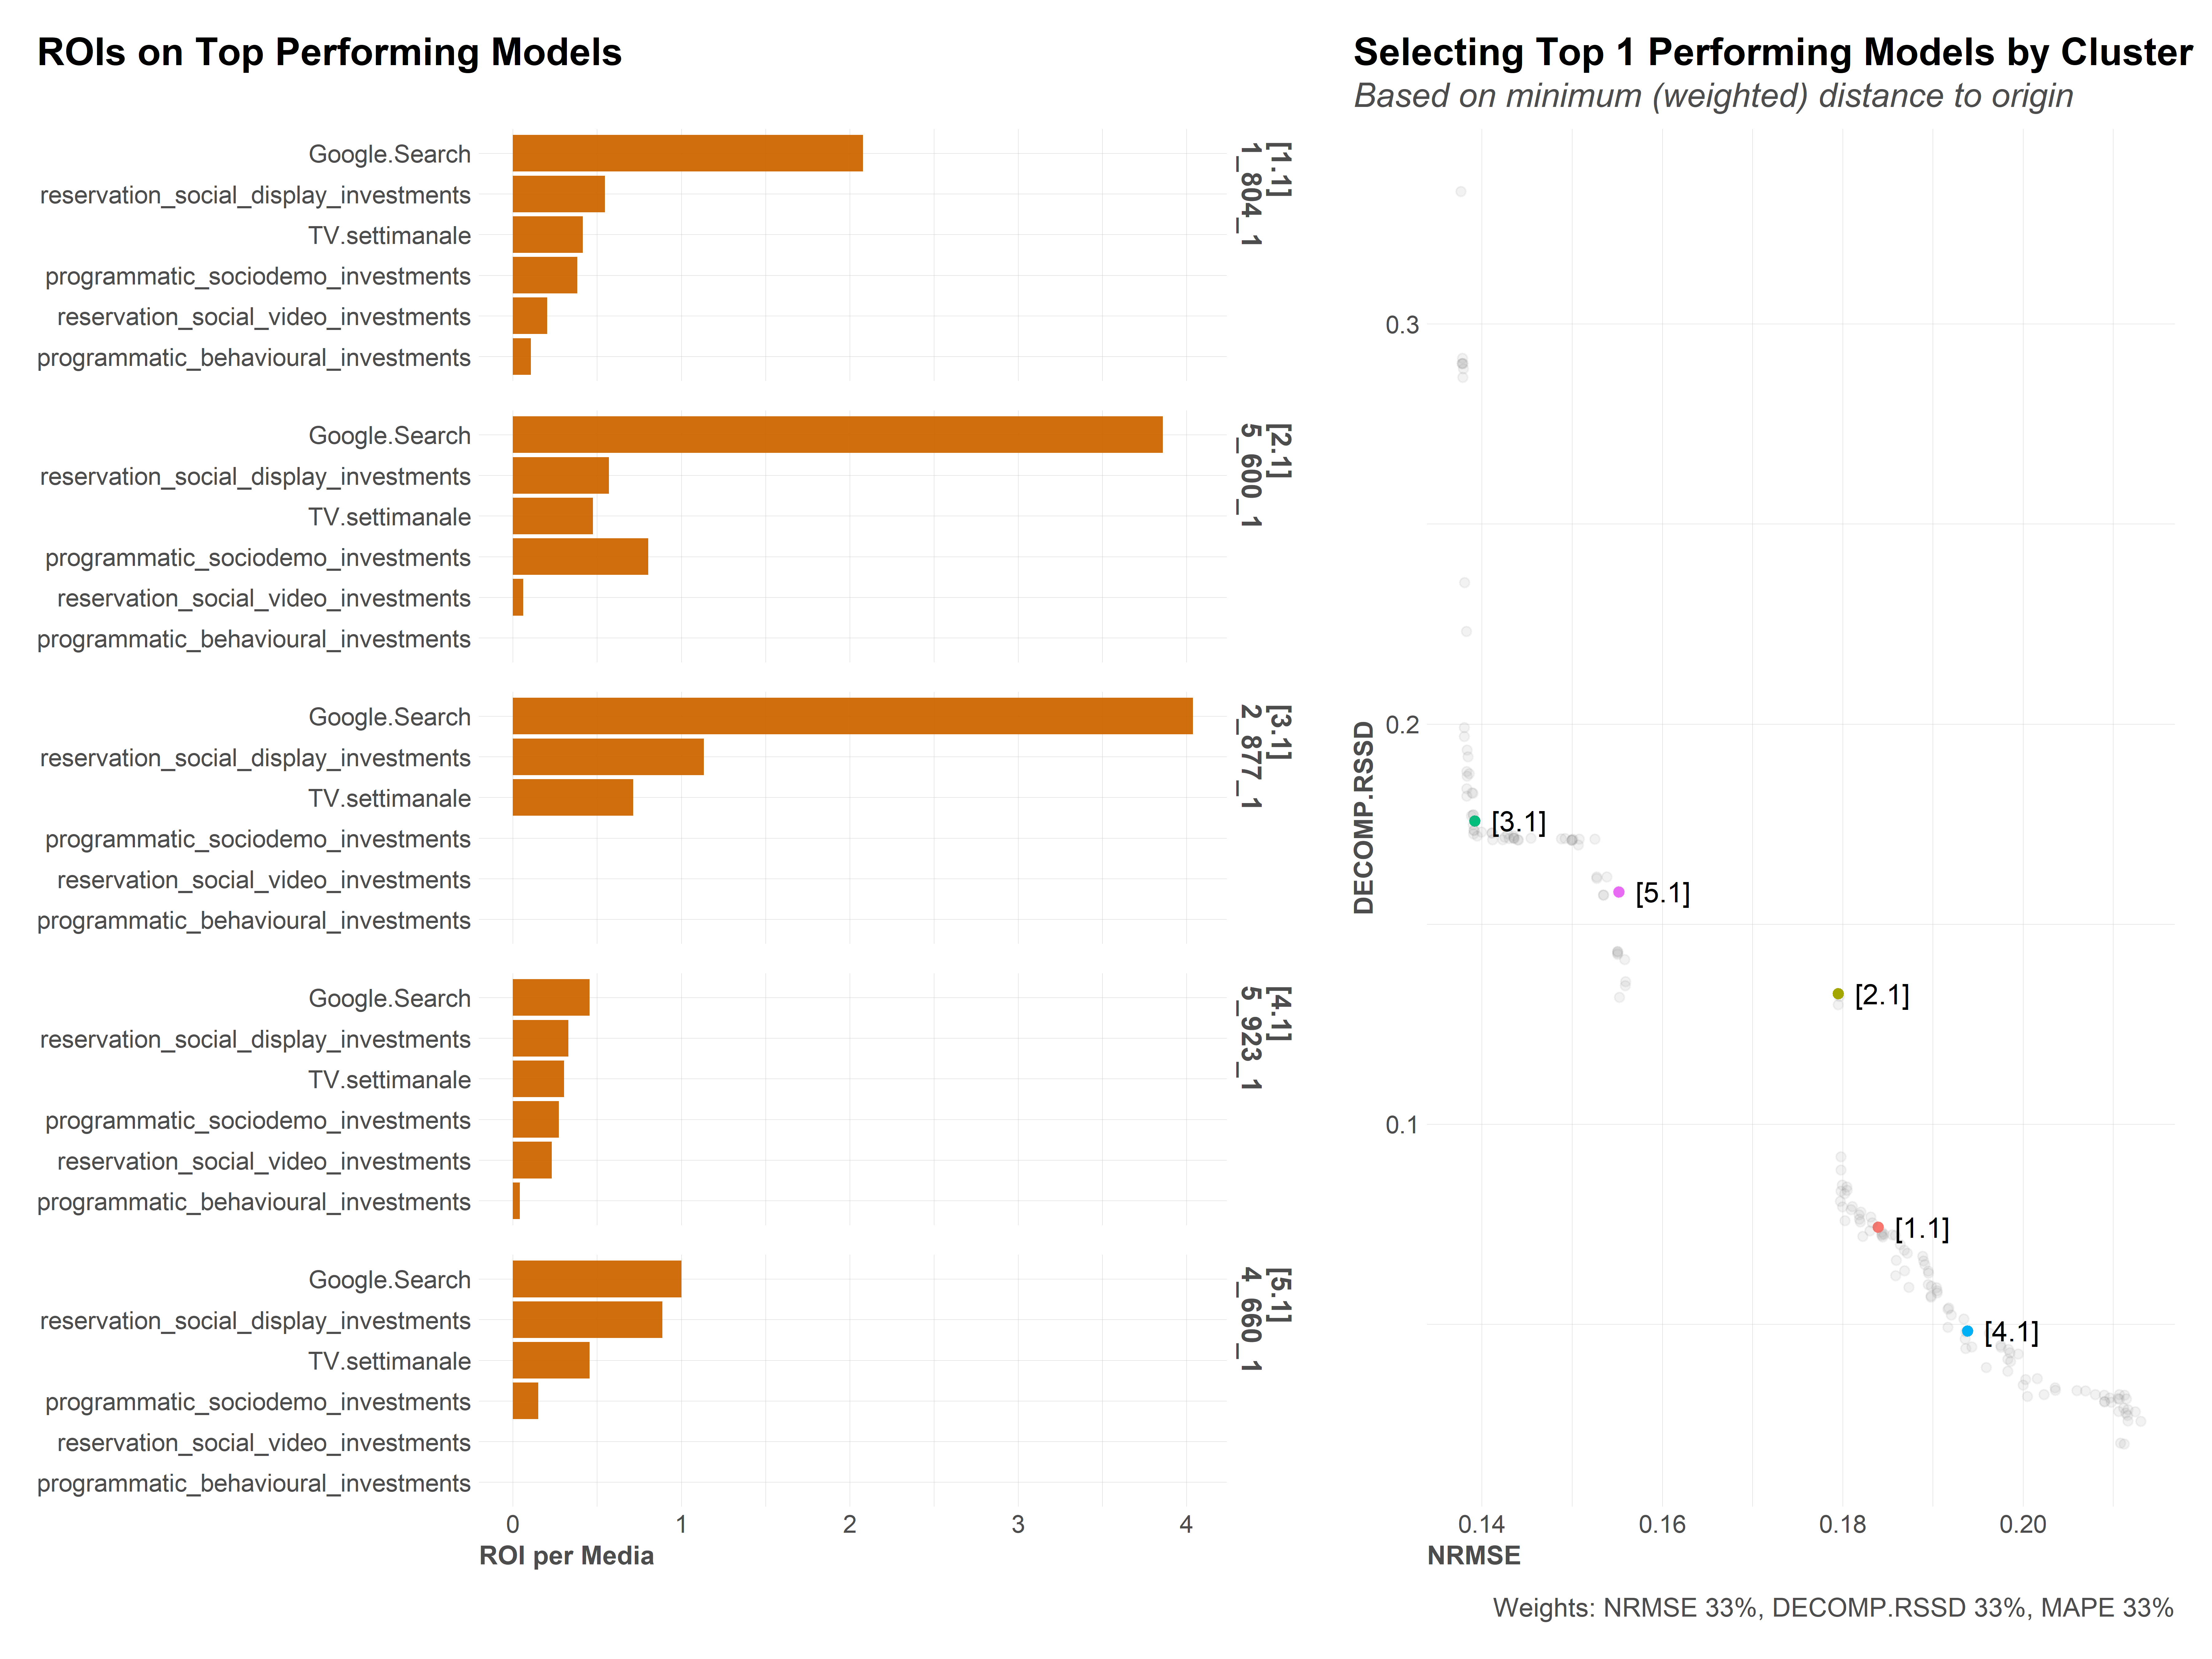 ROIs on Top Performing Models
Google.Search
reservation_social_display_investments
TV.settimanale
programmatic_sociodemo_investments
reservation_social_video_investments
programmatic_behavioural_investments
[1.1]
1_804_1
Google.Search
reservation_social_display_investments
TV.settimanale
programmatic_sociodemo_investments
reservation_social_video_investments
programmatic_behavioural_investments
[2.1]
5_600_1
Google.Search
reservation_social_display_investments
TV.settimanale
programmatic_sociodemo_investments
reservation_social_video_investments
programmatic_behavioural_investments
[3.1]
2_877_1
Google.Search
reservation_social_display_investments
TV.settimanale
programmatic_sociodemo_investments
reservation_social_video_investments
programmatic_behavioural_investments
[4.1]
5_923_1
Google.Search
reservation_social_display_investments
TV.settimanale
programmatic_sociodemo_investments
reservation_social_video_investments
programmatic_behavioural_investments
[5.1]
4_660_1
0 1 2 3 4
ROI per Media
Selecting Top 1 Performing Models by Cluster
Based on minimum (weighted) distance to origin
DECOMP.RSSD
0.3
0.2
0.1
[3.1]
[5.1]
[2.1]
[1.1]
[4.1]
0.14 0.16 0.18 0.20
NRMSE
Weights: NRMSE 33%, DECOMP.RSSD 33%, MAPE 33%